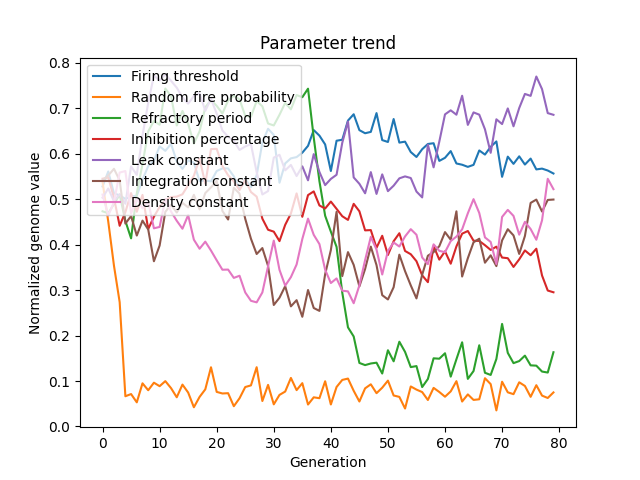 Parameter trend
Firing threshold
Random fire probability
Refractory period
Inhibition percentage
Leak constant
Integration constant
Density constant
Normalized genome value
0.8
0.7
0.6
0.5
0.4
0.3
0.2
0.1
0.0
0 10 20 30 40 50 60 70 80
Generation